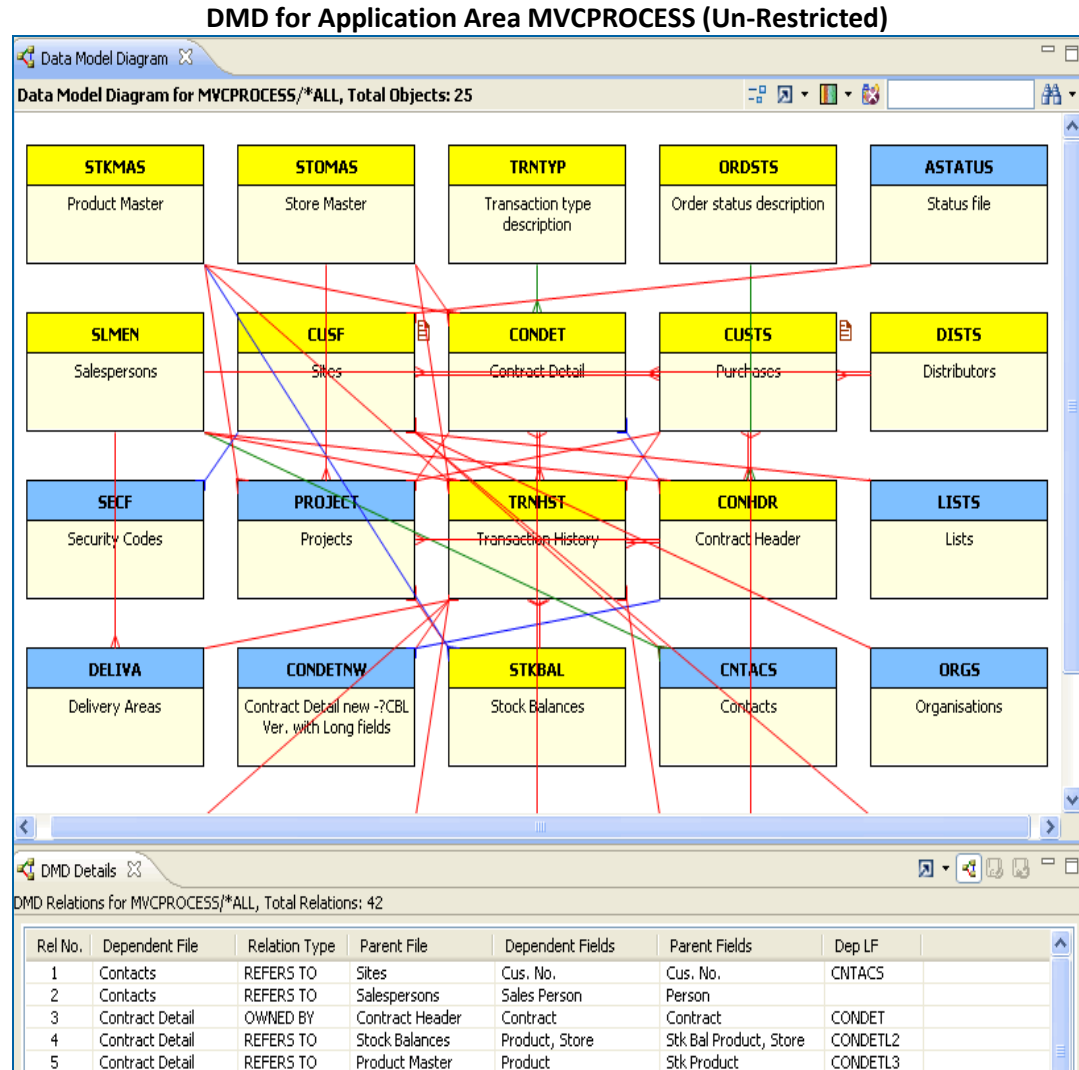 DMD for Application Area MVCPROCESS (Un-Restricted)
Data Model Diagram
Data Model Diagram for MVCPROCESS/*ALL, Total Objects: 25
STKMAS
Product Master
STOMAS
Store Master
TRNTYP
Transaction type
description
ORDSTS
Order status description
ASTATUS
Status file
SLMEN
Salespersons
CUSF
Sites
CONDET
Contract Detail
CUSTS
Purchases
DISTS
Distributors
SECF
Security Codes
PROJECT
Projects
TRNHST
Transaction History
CONHDR
Contract Header
LISTS
Lists
DELIVA
Delivery Areas
CONDETNW
Contract Detail new -?CBL
Ver. with Long fields
STKBAL
Stock Balances
CNTACS
Contacts
ORGS
Organisations
DMD Details
DMD Relations for MVCPROCESS/*ALL, Total Relations: 42
Rel No. Dependent File Relation Type Parent File Dependent Fields Parent Fields Dep LF
1 Contacts REFERS TO Sites Cus. No. Cus. No. CNTACS
2 Contacts REFERS TO Salespersons Sales Person Person
3 Contract Detail OWNED BY Contract Header Contract Contract CONDET
4 Contract Detail REFERS TO Stock Balances Product, Store Stk Bal Product, Store CONDETL2
5 Contract Detail REFERS TO Product Master Product Stk Product CONDETL3